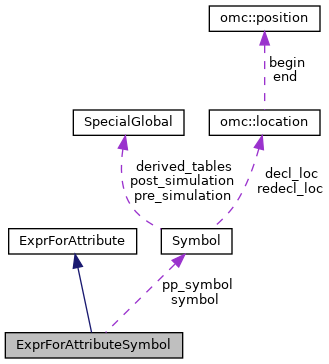 omc::position
begin
end
SpecialGlobal
omc::location
derived_tables
post_simulation
pre_simulation
decl_loc
redecl_loc
ExprForAttribute
Symbol
pp_symbol
symbol
ExprForAttributeSymbol